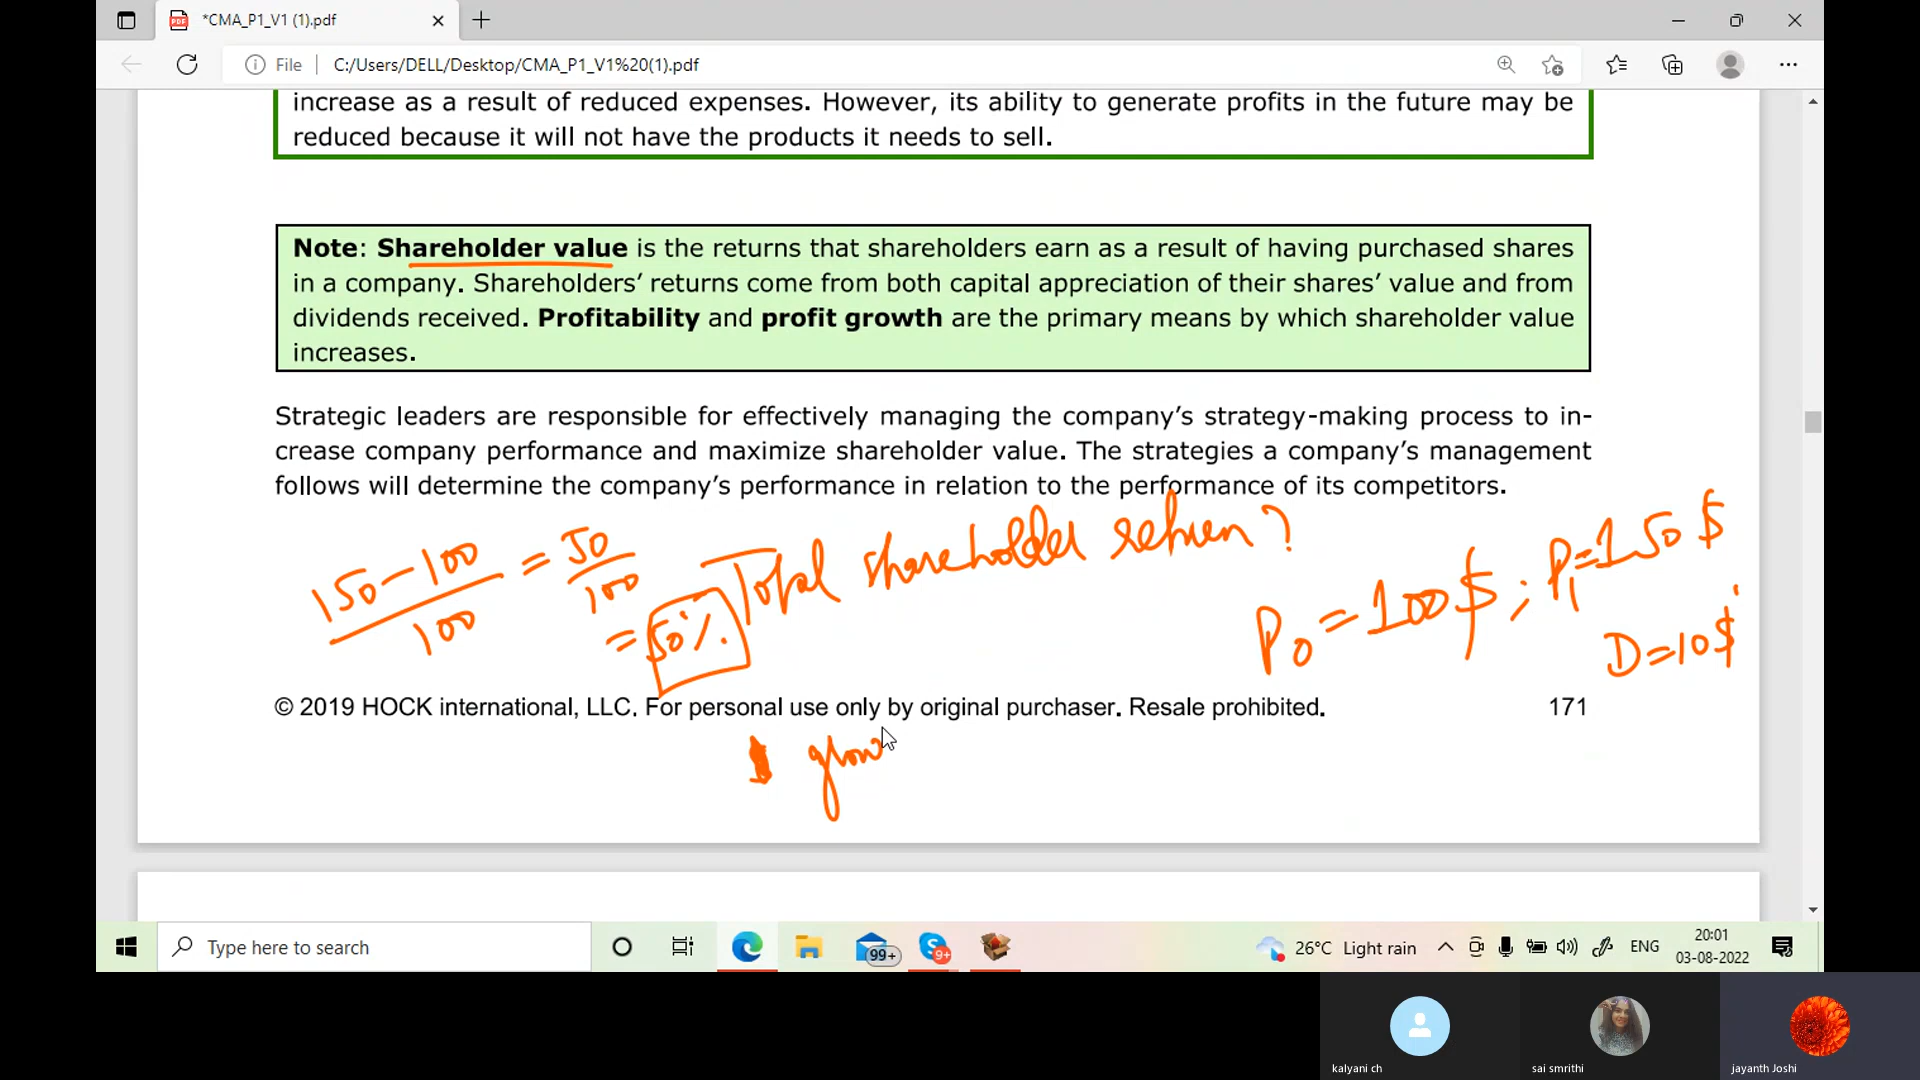 *CMA_P1_V1 (1).pdf
File
C:/Users/DELL/Desktop/CMA_P1_V1%20(1).pdf
increase as a result of reduced expenses. However, its ability to generate profits in the future may be
reduced because it will not have the products it needs to sell.
Note: Shareholder value is the returns that shareholders earn as a result of having purchased shares
in a company. Shareholders’ returns come from both capital appreciation of their shares’ value and from
dividends received. Profitability and profit growth are the primary means by which shareholder value
increases.
Strategic leaders are responsible for effectively managing the company’s strategy-making process to in-
crease company performance and maximize shareholder value. The strategies a company’s management
follows will determine the company’s performance in relation to the performance of its competitors.
Total shareholder return?
150-100 = 50
100 100
= 50%
P0 = 100$; P1=150$
D=10$
© 2019 HOCK international, LLC. For personal use only by original purchaser. Resale prohibited.
171
Type here to search
99+
9+
26°C Light rain
ENG
20:01
03-08-2022
kalyani ch
sai smrithi
jayanth Joshi